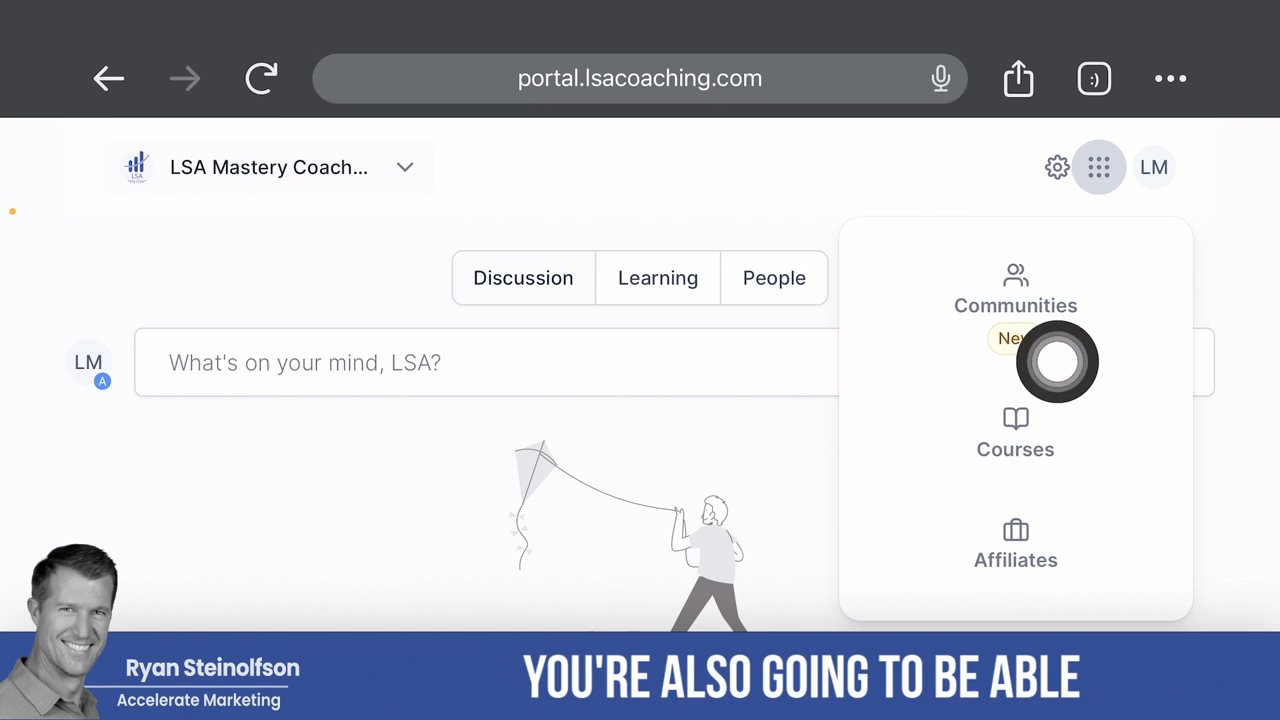 portal.lsacoaching.com
:)
LSA Mastery Coach...
LM
Discussion
Learning
People
Communities
New
LM
A
What's on your mind, LSA?
Courses
Affiliates
Ryan Steinolfson
Accelerate Marketing
YOU'RE ALSO GOING TO BE ABLE